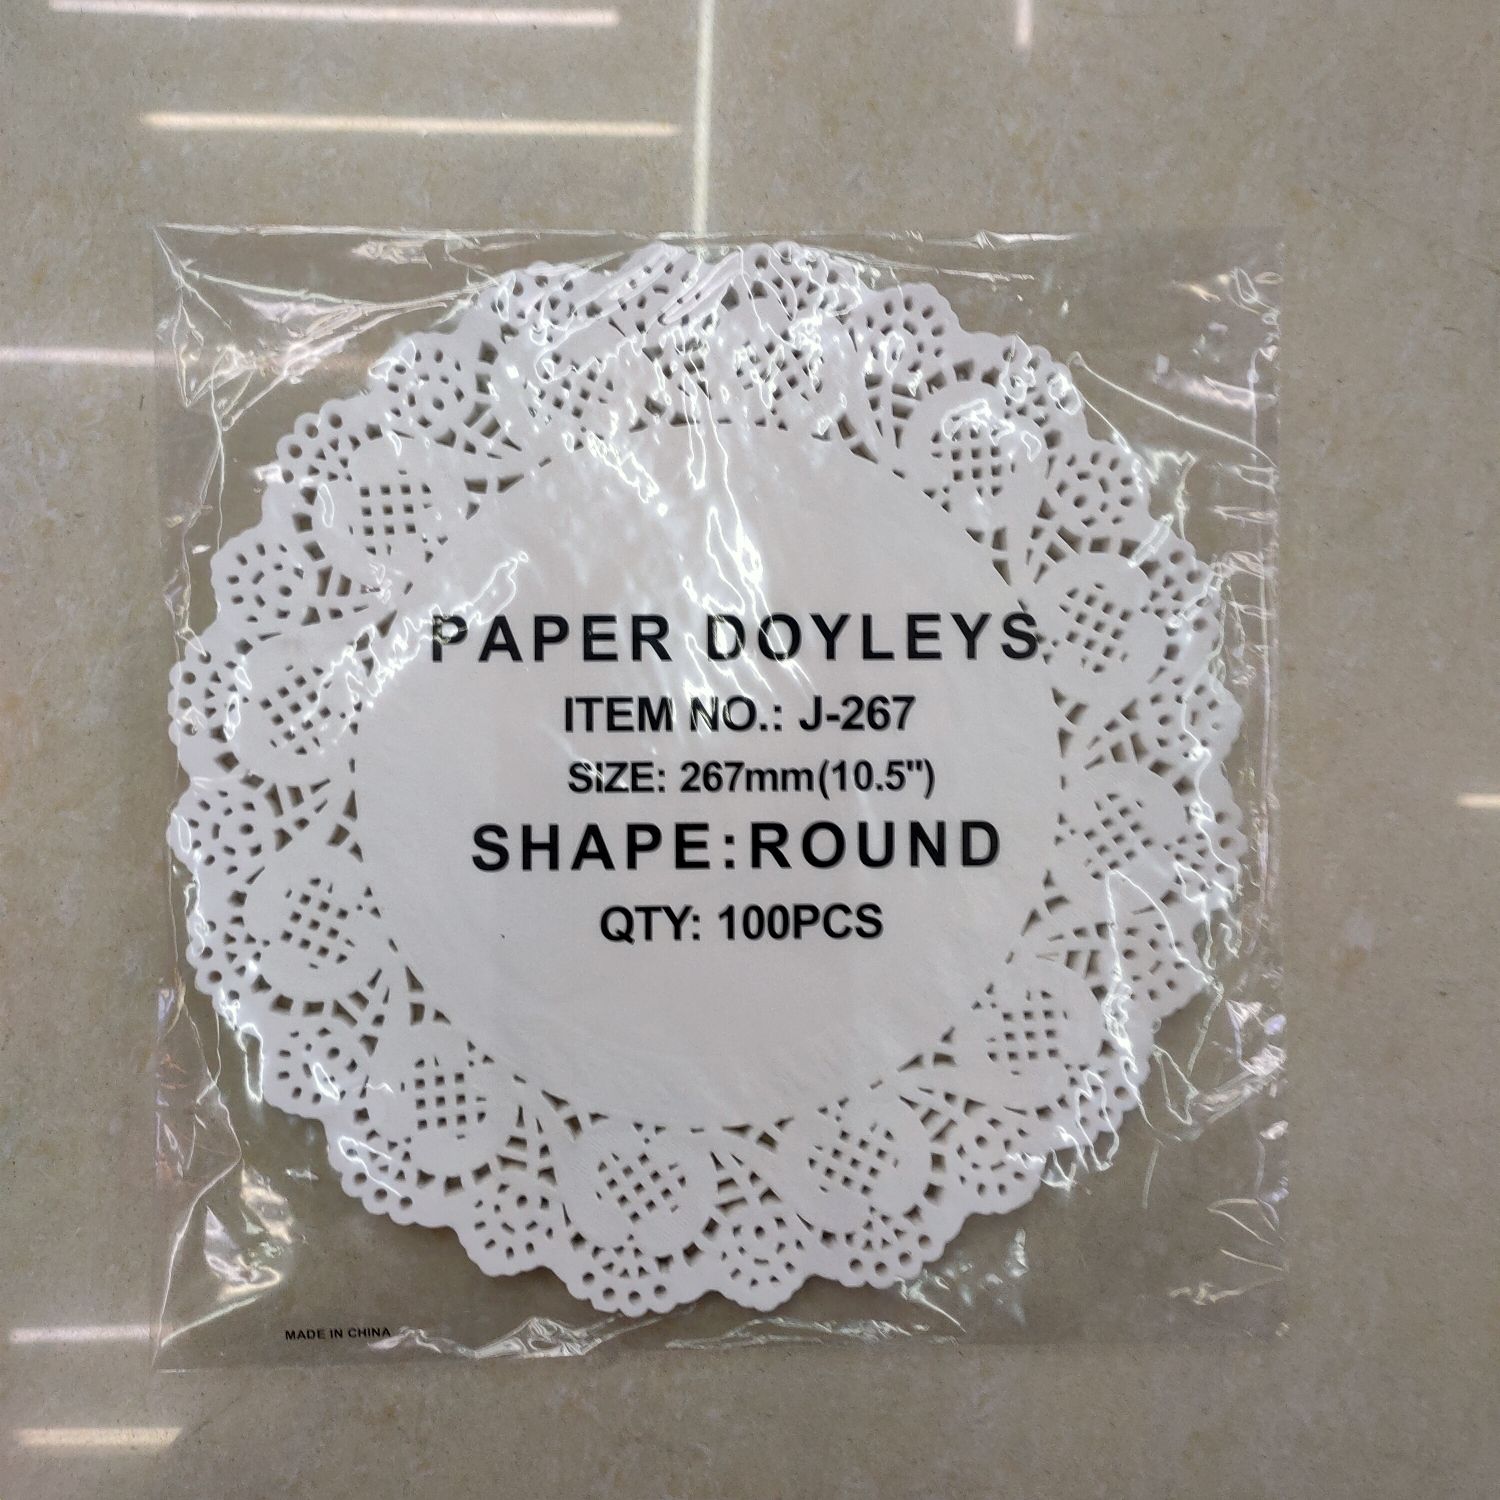 PAPER DOYLEYS
ITEM NO.: J-267
SIZE: 267mm(10.5")
SHAPE:ROUND
QTY: 100PCS
MADE IN CHINA